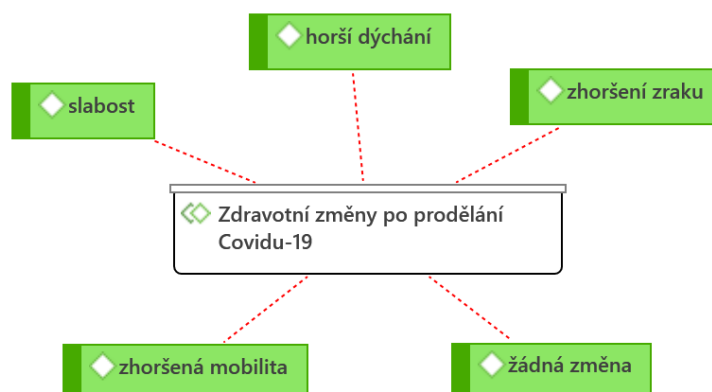 horší dýchání
slabost
zhoršení zraku
Zdravotní změny po prodělání
Covidu-19
zhoršená mobilita
žádná změna